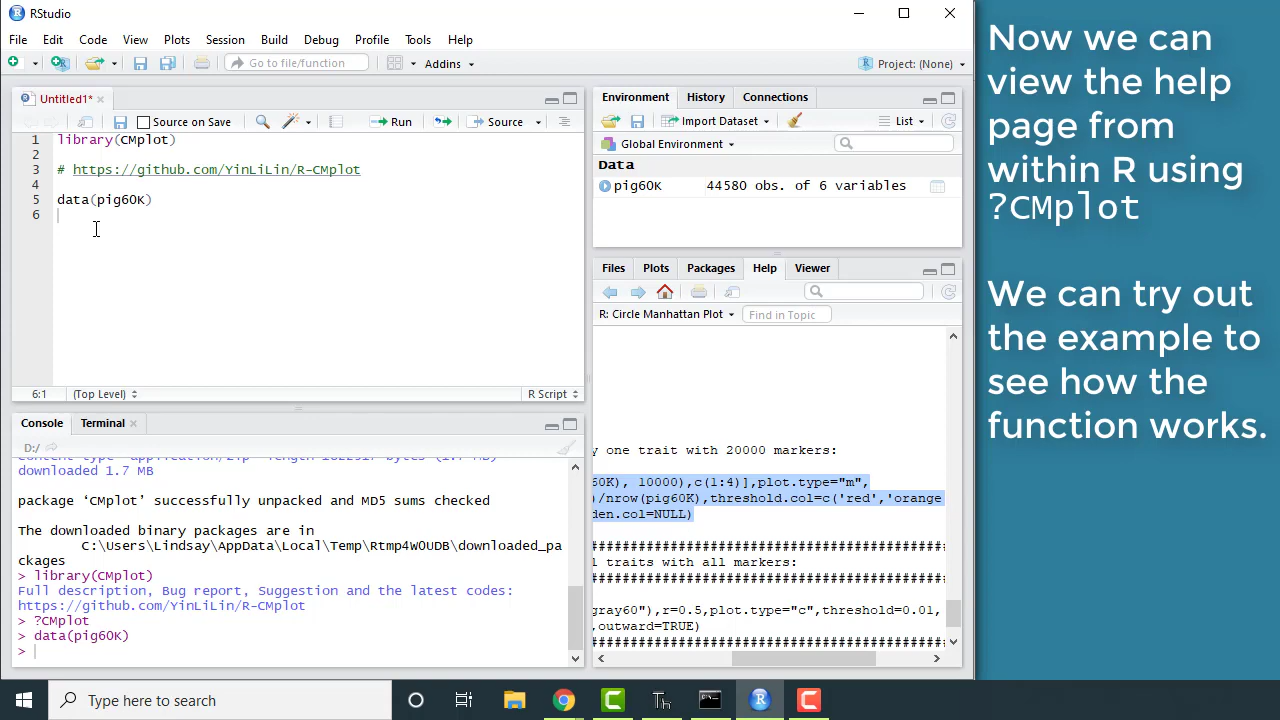 RStudio
File Edit Code View Plots Session Build Debug Profile Tools Help
Go to file/function Addins Project: (None)
Untitled1*
Source on Save Run Source
1 library(CMplot)
2
3 # https://github.com/YinLiLin/R-CMplot
4
5 data(pig60K)
6
6:1 (Top Level) R Script
Console Terminal
D:/
downloaded 1.7 MB
package ‘CMplot’ successfully unpacked and MD5 sums checked
The downloaded binary packages are in
C:\Users\Lindsay\AppData\Local\Temp\Rtmp4W0UDB\downloaded_pa
ckages
> library(CMplot)
Full description, Bug report, Suggestion and the latest codes:
https://github.com/YinLiLin/R-CMplot
> ?CMplot
> data(pig60K)
>
Environment History Connections
Import Dataset List
Global Environment
Data
pig60K 44580 obs. of 6 variables
Files Plots Packages Help Viewer
R: Circle Manhattan Plot Find in Topic
y one trait with 20000 markers:
60K), 10000),c(1:4)],plot.type="m",
)/nrow(pig60K),threshold.col=c('red','orange
den.col=NULL)
##############################################
l traits with all markers:
##############################################
gray60"),r=0.5,plot.type="c",threshold=0.01,
,outward=TRUE)
##############################################
Now we can
view the help
page from
within R using
?CMplot
We can try out
the example to
see how the
function works.
Type here to search